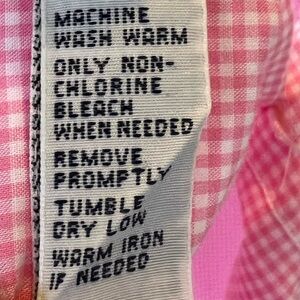 MACHINE
WASH WARM
ONLY NON-
CHLORINE
BLEACH
WHEN NEEDED
REMOVE
PROMPTLY
TUMBLE
DRY LOW
WARM IRON
IF NEEDED